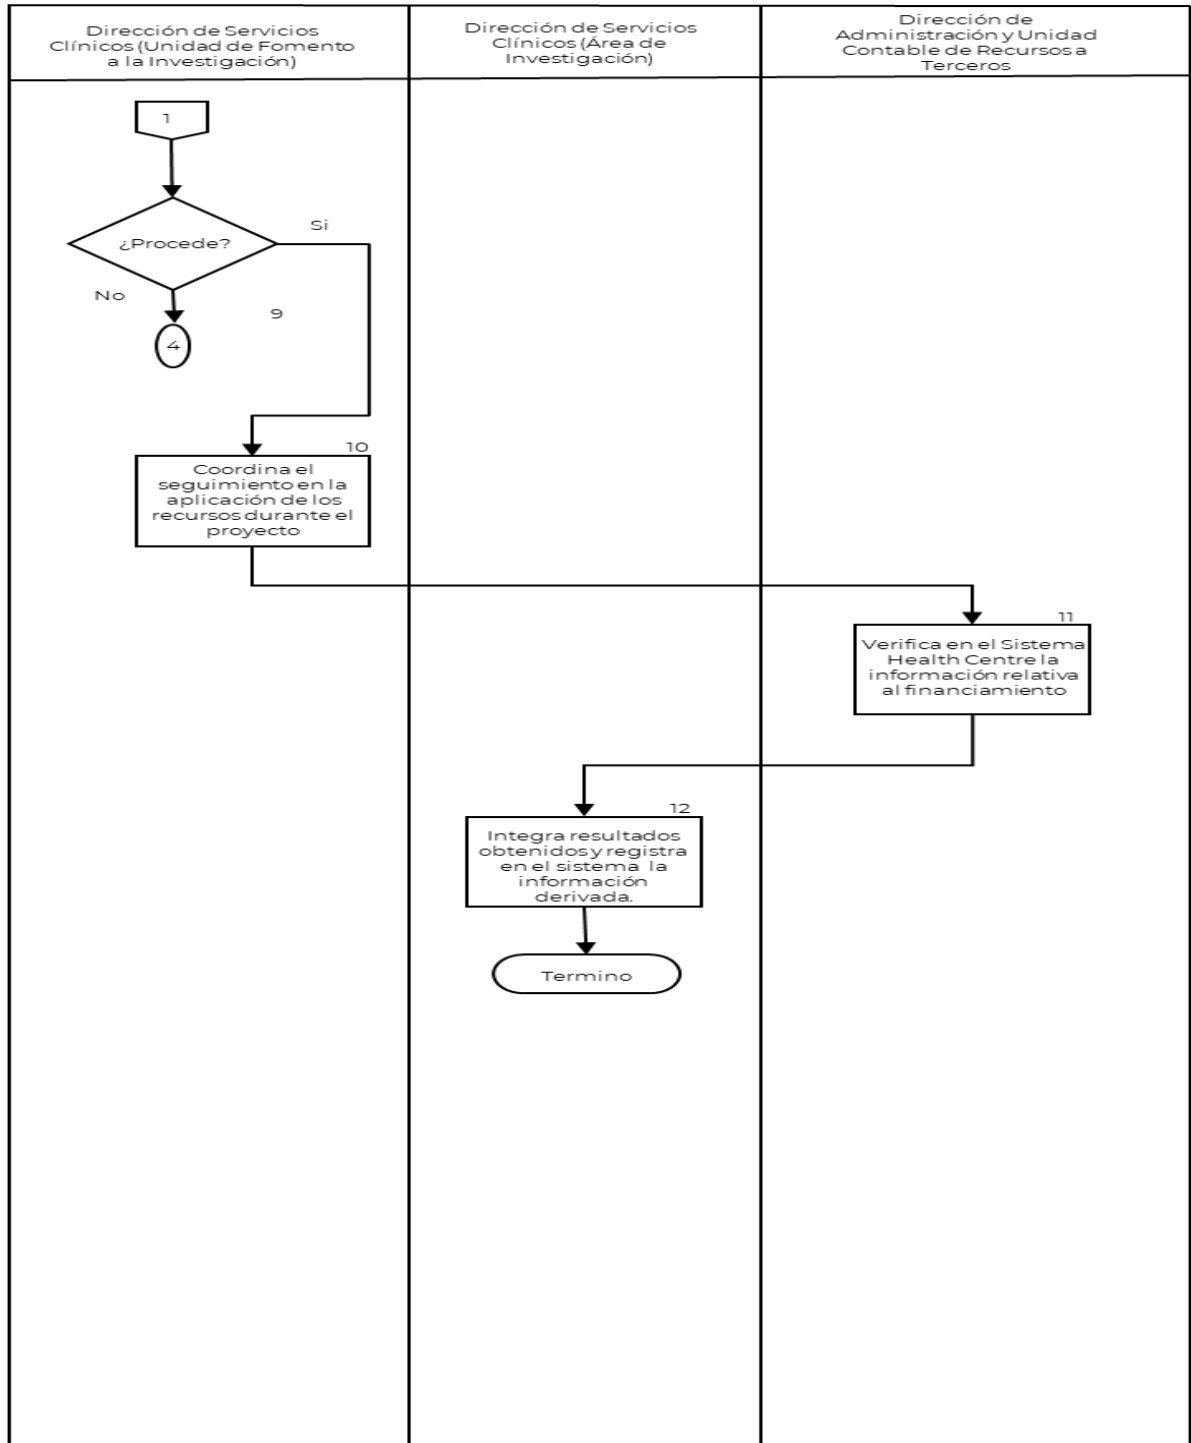 Dirección de Servicios
Clínicos (Unidad de Fomento
a la Investigación)
Dirección de Servicios
Clínicos (Área de
Investigación)
Dirección de
Administración y Unidad
Contable de Recursos a
Terceros
1
¿Procede?
Si
No
9
4
10
Coordina el
seguimiento en la
aplicación de los
recursos durante el
proyecto
11
Verifica en el Sistema
Health Centre la
información relativa
al financiamiento
12
Integra resultados
obtenidos y registra
en el sistema la
información
derivada.
Termino